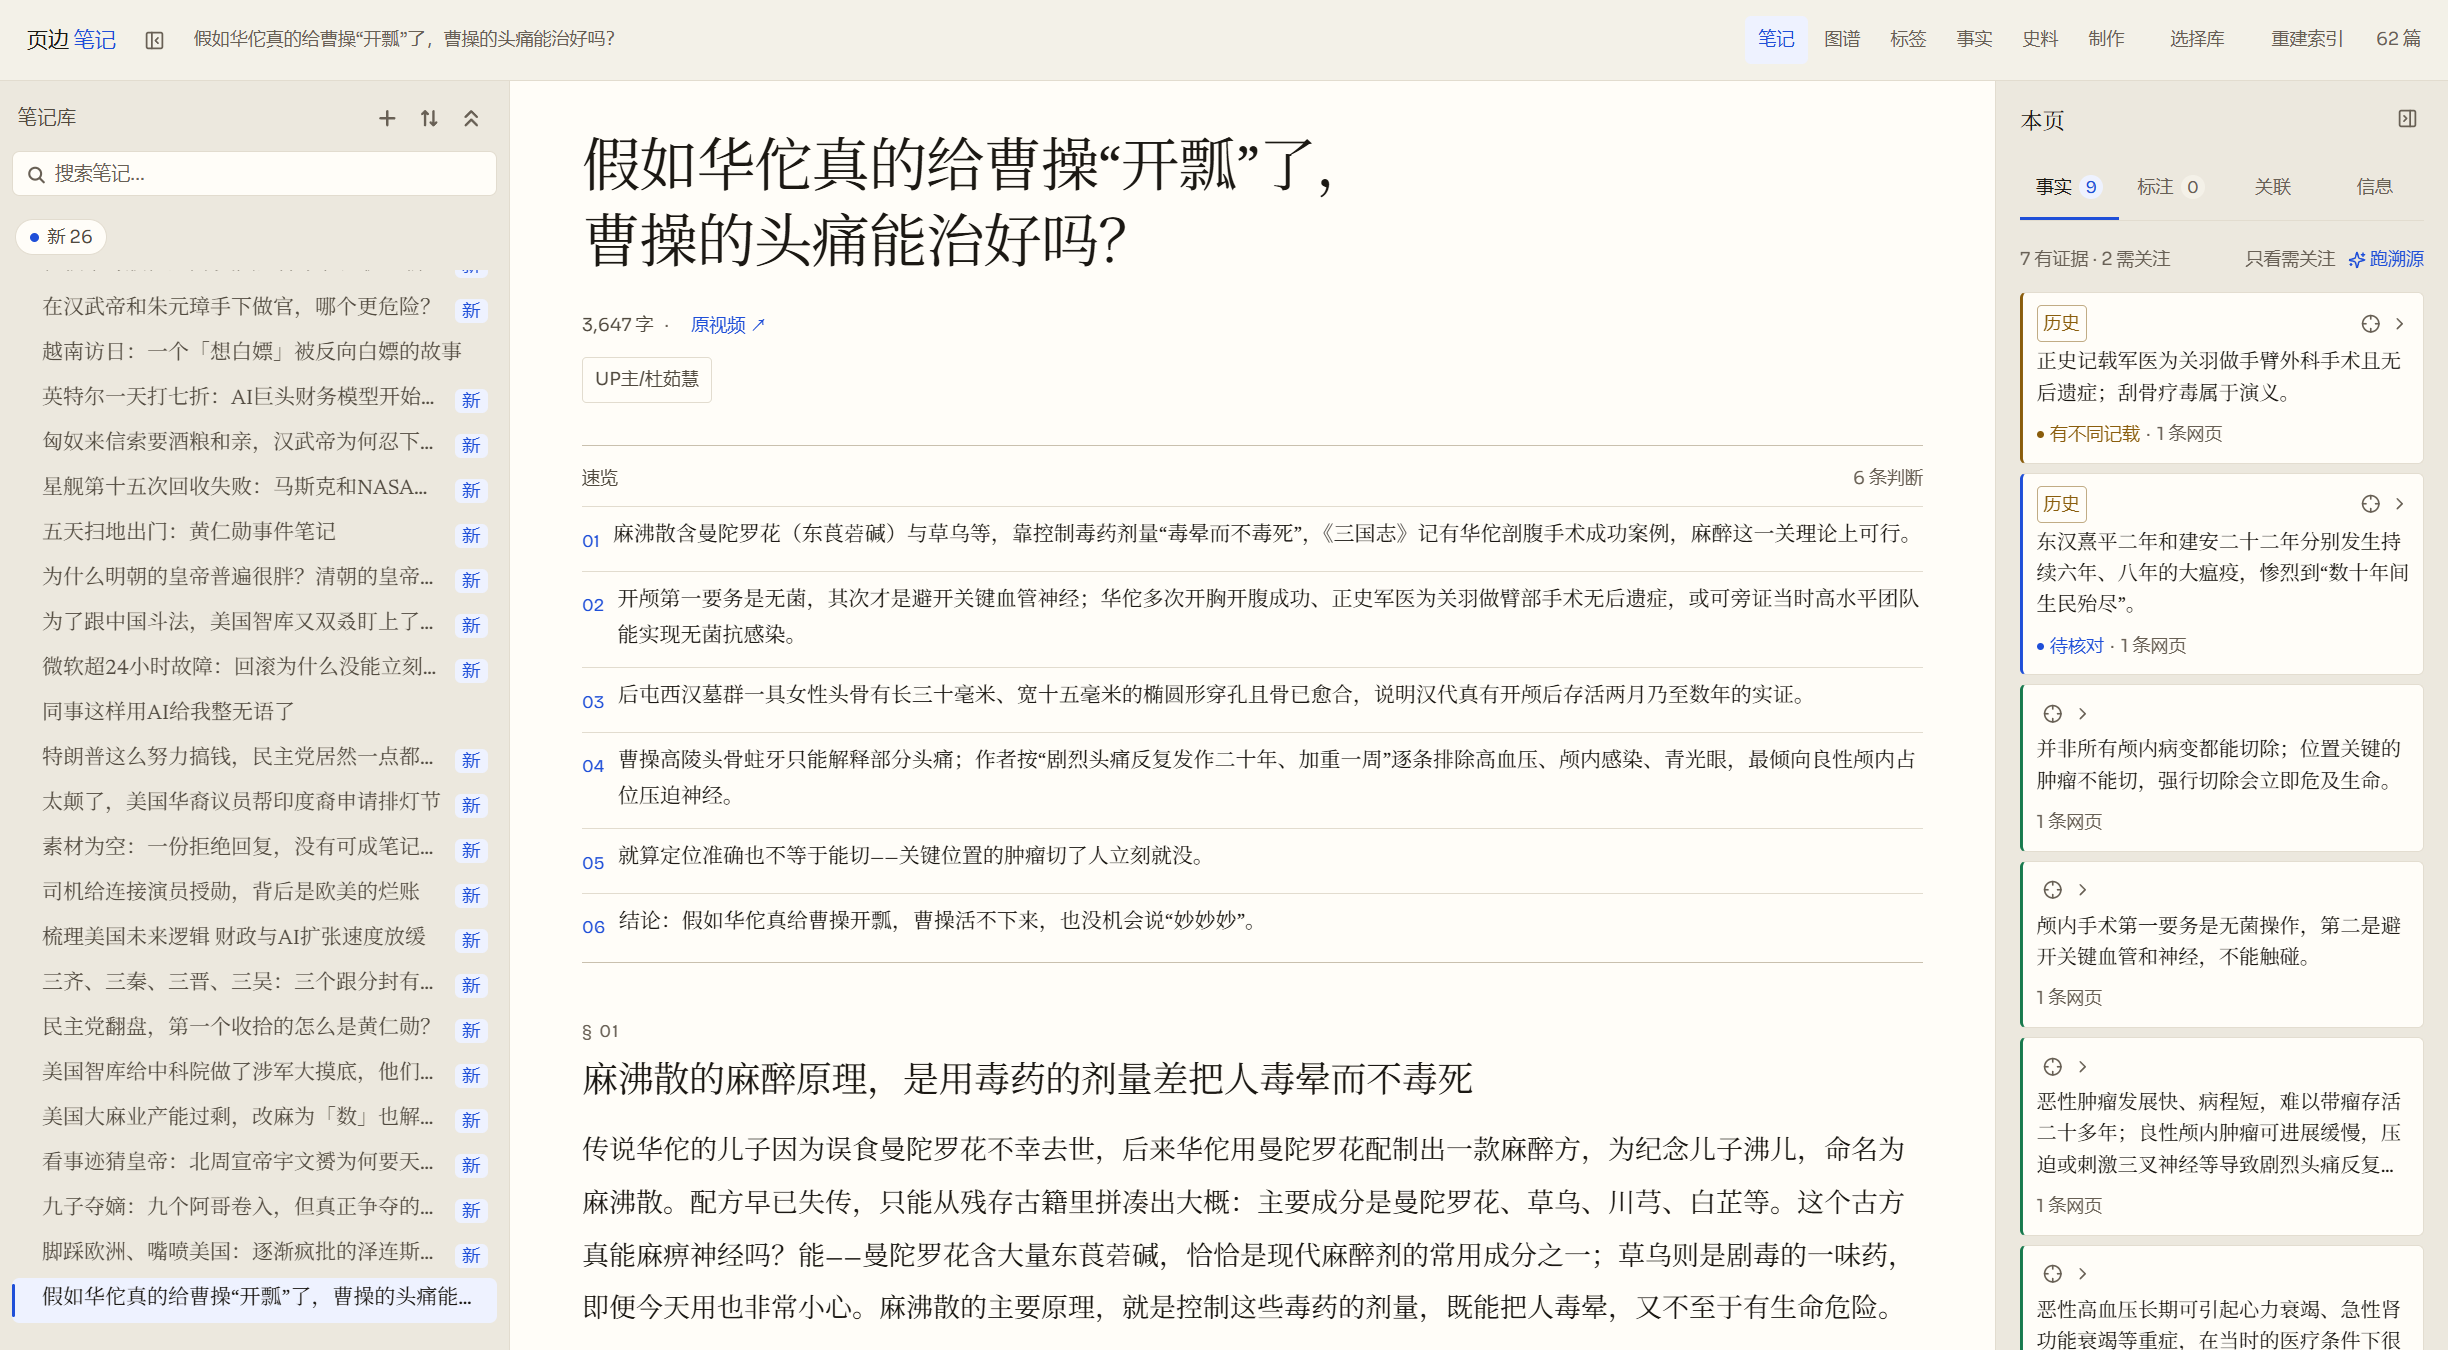 页边 笔记
假如华佗真的给曹操“开瓢”了，曹操的头痛能治好吗？
笔记 图谱 标签 事实 史料 制作 选择库 重建索引 62 篇
笔记库
搜索笔记...
新 26
在汉武帝和朱元璋手下做官，哪个更危险？ 新
越南访日：一个「想白嫖」被反向白嫖的故事
英特尔一天打七折：AI巨头财务模型开始... 新
匈奴来信索要酒粮和亲，汉武帝为何忍下... 新
星舰第十五次回收失败：马斯克和NASA... 新
五天扫地出门：黄仁勋事件笔记 新
为什么明朝的皇帝普遍很胖？清朝的皇帝... 新
为了跟中国斗法，美国智库又双叒盯上了... 新
微软超24小时故障：回滚为什么没能立刻... 新
同事这样用AI给我整无语了
特朗普这么努力搞钱，民主党居然一点都... 新
太颠了，美国华裔议员帮印度裔申请排灯节 新
素材为空：一份拒绝回复，没有可成笔记... 新
司机给连接演员授勋，背后是欧美的烂账 新
梳理美国未来逻辑 财政与AI扩张速度放缓 新
三齐、三秦、三晋、三吴：三个跟分封有... 新
民主党翻盘，第一个收拾的怎么是黄仁勋？ 新
美国智库给中科院做了涉军大摸底，他们... 新
美国大麻业产能过剩，改麻为「数」也解... 新
看事迹猜皇帝：北周宣帝宇文赟为何要天... 新
九子夺嫡：九个阿哥卷入，但真正争夺的... 新
脚踩欧洲、嘴喷美国：逐渐疯批的泽连斯... 新
假如华佗真的给曹操“开瓢”了，曹操的头痛能...
假如华佗真的给曹操“开瓢”了，
曹操的头痛能治好吗？
3,647 字 · 原视频 ↗
UP主/杜茹慧
速览 6 条判断
01 麻沸散含曼陀罗花（东莨菪碱）与草乌等，靠控制毒药剂量“毒晕而不毒死”，《三国志》记有华佗剖腹手术成功案例，麻醉这一关理论上可行。
02 开颅第一要务是无菌，其次才是避开关键血管神经；华佗多次开胸开腹成功、正史军医为关羽做臂部手术无后遗症，或可旁证当时高水平团队
能实现无菌抗感染。
03 后屯西汉墓群一具女性头骨有长三十毫米、宽十五毫米的椭圆形穿孔且骨已愈合，说明汉代真有开颅后存活两月乃至数年的实证。
04 曹操高陵头骨蛀牙只能解释部分头痛；作者按“剧烈头痛反复发作二十年、加重一周”逐条排除高血压、颅内感染、青光眼，最倾向良性颅内占
位压迫神经。
05 就算定位准确也不等于能切——关键位置的肿瘤切了人立刻就没。
06 结论：假如华佗真给曹操开瓢，曹操活不下来，也没机会说“妙妙妙”。
§ 01
麻沸散的麻醉原理，是用毒药的剂量差把人毒晕而不毒死
传说华佗的儿子因为误食曼陀罗花不幸去世，后来华佗用曼陀罗花配制出一款麻醉方，为纪念儿子沸儿，命名为
麻沸散。配方早已失传，只能从残存古籍里拼凑出大概：主要成分是曼陀罗花、草乌、川芎、白芷等。这个古方
真能麻痹神经吗？能——曼陀罗花含大量东莨菪碱，恰恰是现代麻醉剂的常用成分之一；草乌则是剧毒的一味药，
即便今天用也非常小心。麻沸散的主要原理，就是控制这些毒药的剂量，既能把人毒晕，又不至于有生命危险。
本页
事实 9 标注 0 关联 信息
7 有证据 · 2 需关注 只看需关注 跑溯源
历史
正史记载军医为关羽做手臂外科手术且无
后遗症；刮骨疗毒属于演义。
有不同记载 · 1 条网页
历史
东汉熹平二年和建安二十二年分别发生持
续六年、八年的大瘟疫，惨烈到“数十年间
生民殆尽”。
待核对 · 1 条网页
并非所有颅内病变都能切除；位置关键的
肿瘤不能切，强行切除会立即危及生命。
1 条网页
颅内手术第一要务是无菌操作，第二是避
开关键血管和神经，不能触碰。
1 条网页
恶性肿瘤发展快、病程短，难以带瘤存活
二十多年；良性颅内肿瘤可进展缓慢，压
迫或刺激三叉神经等导致剧烈头痛反复...
1 条网页
恶性高血压长期可引起心力衰竭、急性肾
功能衰竭等重症，在当时的医疗条件下很